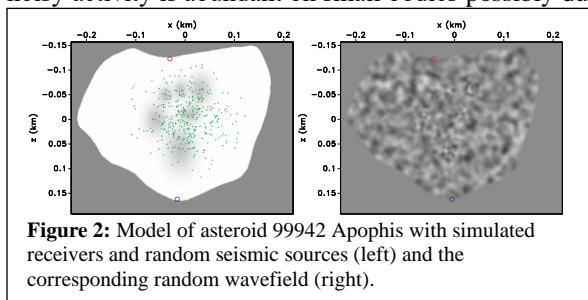 x (km)
x (km)
-0.2 -0.1 0 0.1 0.2
-0.2 -0.1 0 0.1 0.2
-0.15
-0.10
-0.05
0
0.05
0.1
0.15
z (km)
-0.15
-0.10
-0.05
0
0.05
0.1
0.15
z (km)
Figure 2: Model of asteroid 99942 Apophis with simulated
receivers and random seismic sources (left) and the
corresponding random wavefield (right).